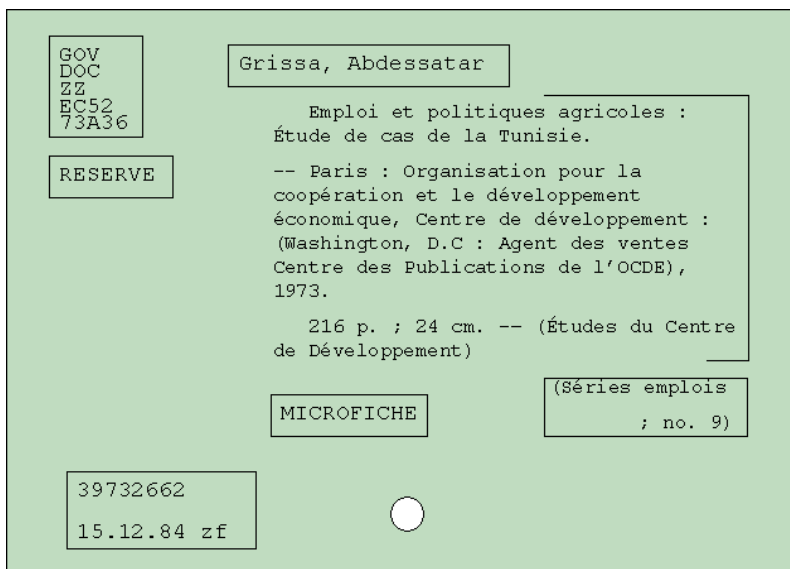 GOV
DOC
ZZ
EC52
73A36
Grissa, Abdessatar
RESERVE
Emploi et politiques agricoles :
Étude de cas de la Tunisie.
-- Paris : Organisation pour la
coopération et le développement
économique, Centre de développement :
(Washington, D.C : Agent des ventes
Centre des Publications de l'OCDE),
1973.
216 p. ; 24 cm. -- (Études du Centre
de Développement)
(Séries emplois
; no. 9)
MICROFICHE
39732662
15.12.84 zf